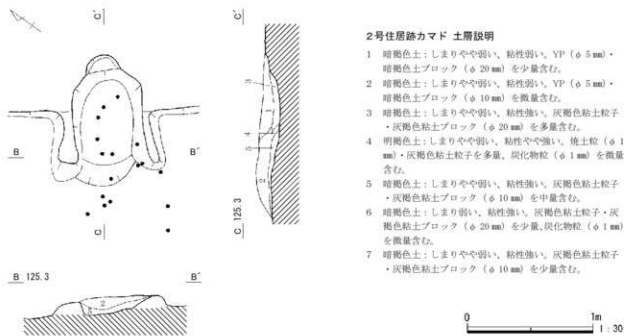 C´
C´
2号住居跡カマド 土層説明
1 暗褐色土:しまりやや弱い、粘性弱い。YP(φ5㎜)・
暗褐色土ブロック(φ20㎜)を少量含む。
2 暗褐色土:しまりやや弱い、粘性弱い。YP(φ5㎜)・
暗褐色土ブロック(φ10㎜)を微量含む。
3 暗褐色土:しまりやや弱い、粘性強い。灰褐色粘土粒子
・灰褐色粘土ブロック(φ20㎜)を多量含む。
4 明褐色土:しまりやや弱い、粘性やや強い。焼土粒(φ1
㎜)・灰褐色粘土粒子を多量、炭化物粒(φ1㎜)を微量
含む。
5 暗褐色土:しまりやや弱い、粘性強い。灰褐色粘土粒子
・灰褐色粘土ブロック(φ10㎜)を中量含む。
6 暗褐色土:しまり弱い、粘性強い。灰褐色粘土粒子・灰
褐色粘土ブロック(φ20㎜)を少量、炭化物粒(φ1㎜)
を微量含む。
7 暗褐色土:しまりやや弱い、粘性強い。灰褐色粘土粒子
・灰褐色粘土ブロック(φ10㎜)を少量含む。
3
1
4
5
2
B
B´
C
C 125.3
B 125.3
B´
2
0
1m
1:30